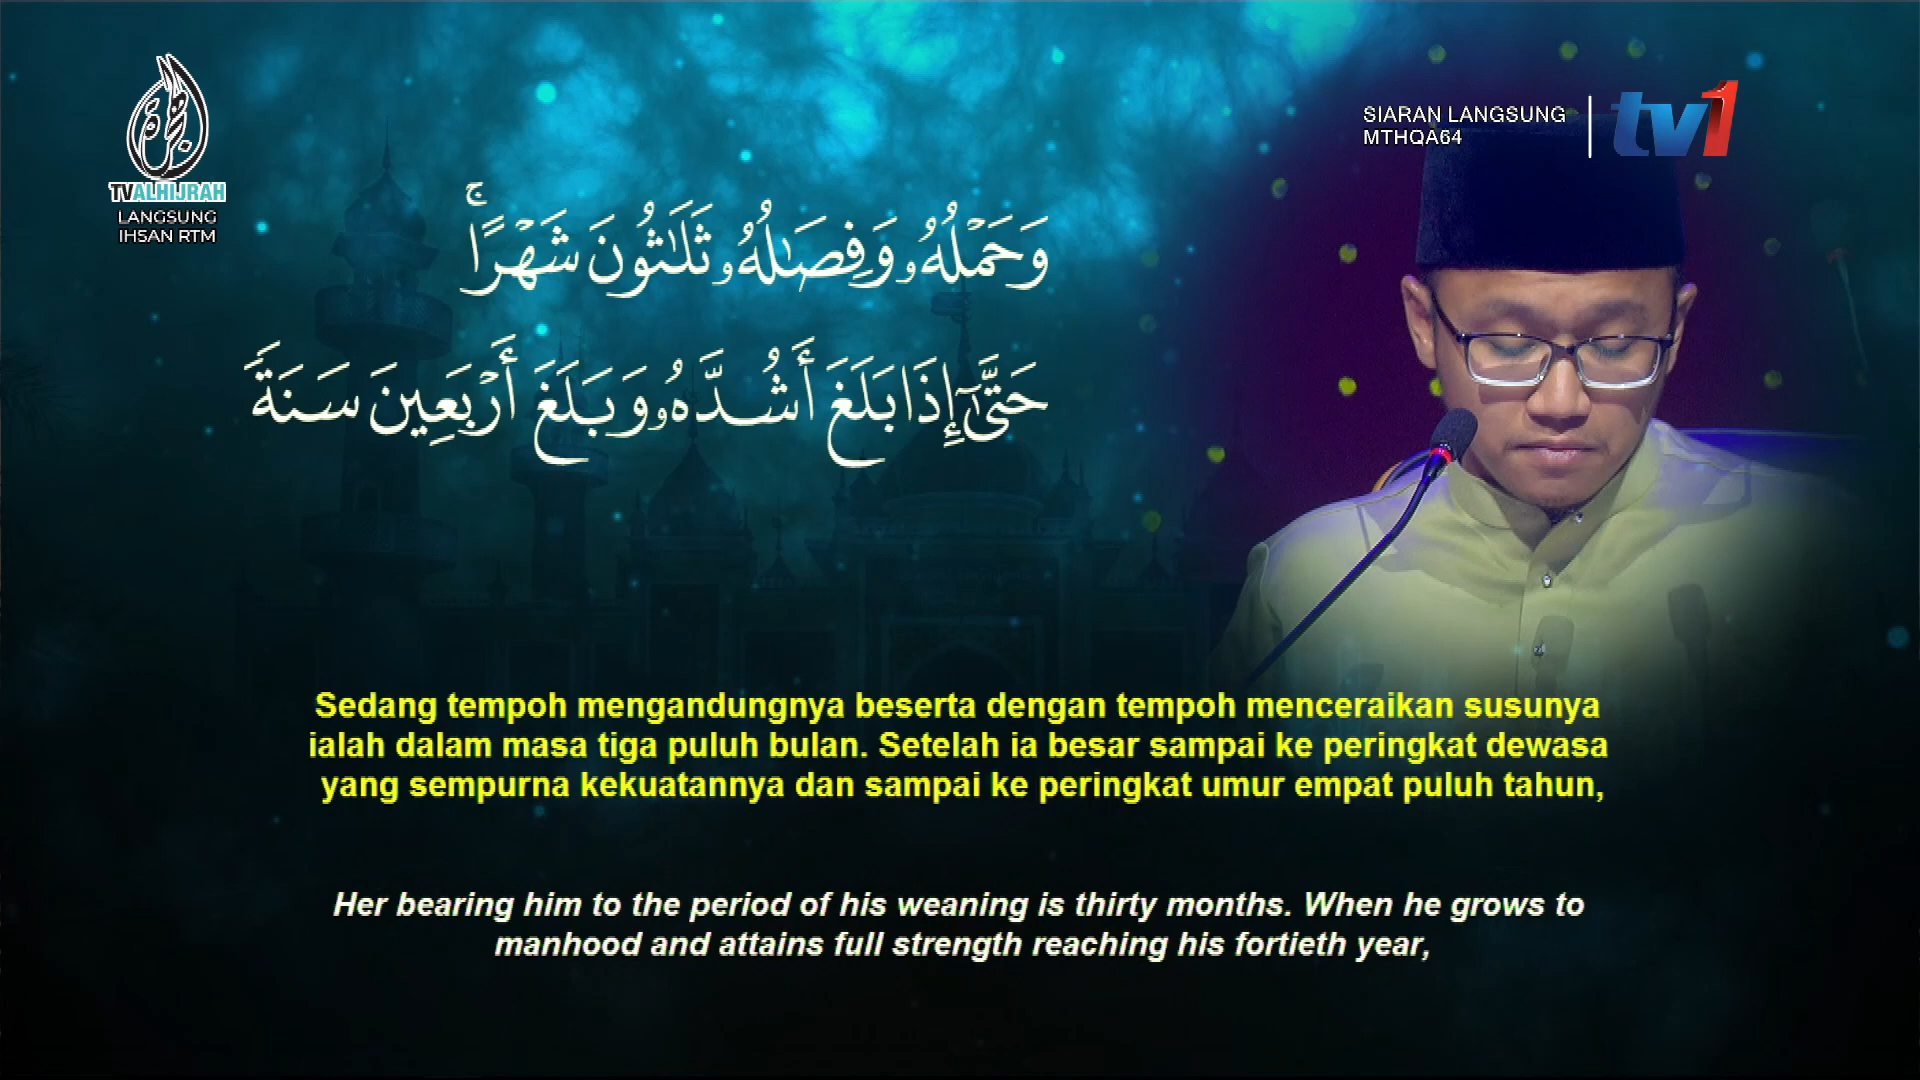 هجرة
TVALHIJRAH
LANGSUNG
IHSAN RTM
SIARAN LANGSUNG
MTHQA64
tv1
وَحَمْلُهُۥ وَفِصَٰلُهُۥ ثَلَٰثُونَ شَهْرًا ۚ
حَتَّىٰٓ إِذَا بَلَغَ أَشُدَّهُۥ وَبَلَغَ أَرْبَعِينَ سَنَةً
Sedang tempoh mengandungnya beserta dengan tempoh menceraikan susunya
ialah dalam masa tiga puluh bulan. Setelah ia besar sampai ke peringkat dewasa
yang sempurna kekuatannya dan sampai ke peringkat umur empat puluh tahun,
Her bearing him to the period of his weaning is thirty months. When he grows to
manhood and attains full strength reaching his fortieth year,